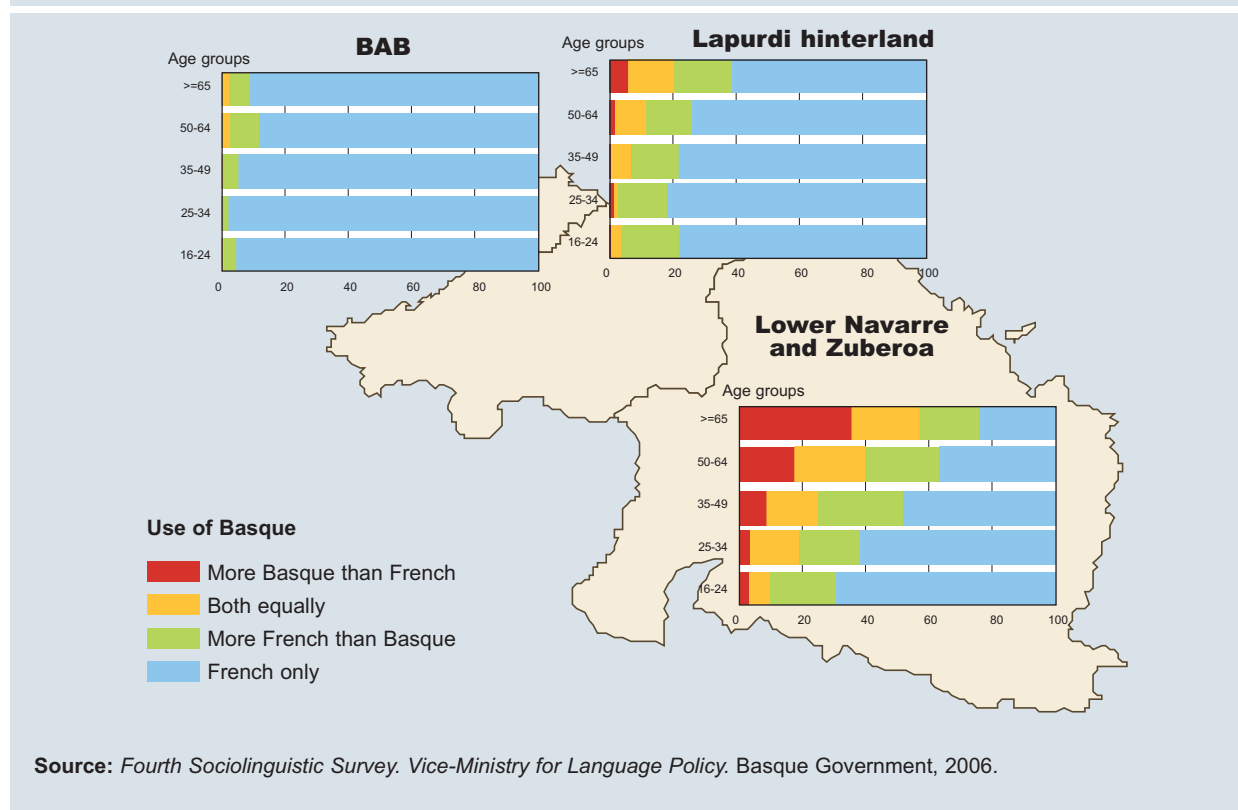 BAB
Age groups
>=65
50-64
35-49
25-34
16-24
0 20 40 60 80 100
Lapurdi hinterland
Age groups
>=65
50-64
35-49
25-34
16-24
0 20 40 60 80 100
Lower Navarre
and Zuberoa
Age groups
>=65
50-64
35-49
25-34
16-24
0 20 40 60 80 100
Use of Basque
More Basque than French
Both equally
More French than Basque
French only
Source: Fourth Sociolinguistic Survey. Vice-Ministry for Language Policy. Basque Government, 2006.